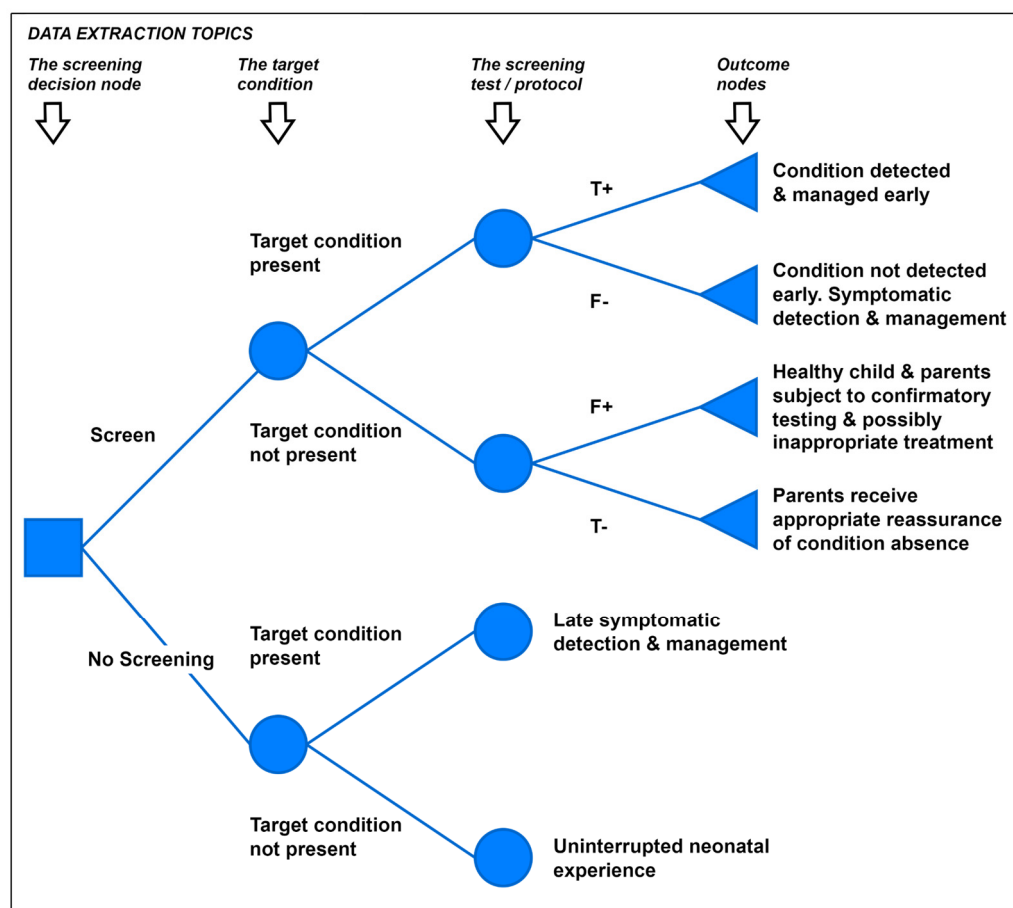 DATA EXTRACTION TOPICS
The screening
decision node
The target
condition
The screening
test / protocol
Outcome
nodes
Condition detected
& managed early
T+
Target condition
present
Condition not detected
early. Symptomatic
detection & management
F-
Healthy child & parents
subject to confirmatory
testing & possibly
inappropriate treatment
F+
Screen
Target condition
not present
Parents receive
appropriate reassurance
of condition absence
T-
Late symptomatic
detection & management
Target condition
present
No Screening
Target condition
not present
Uninterrupted neonatal
experience